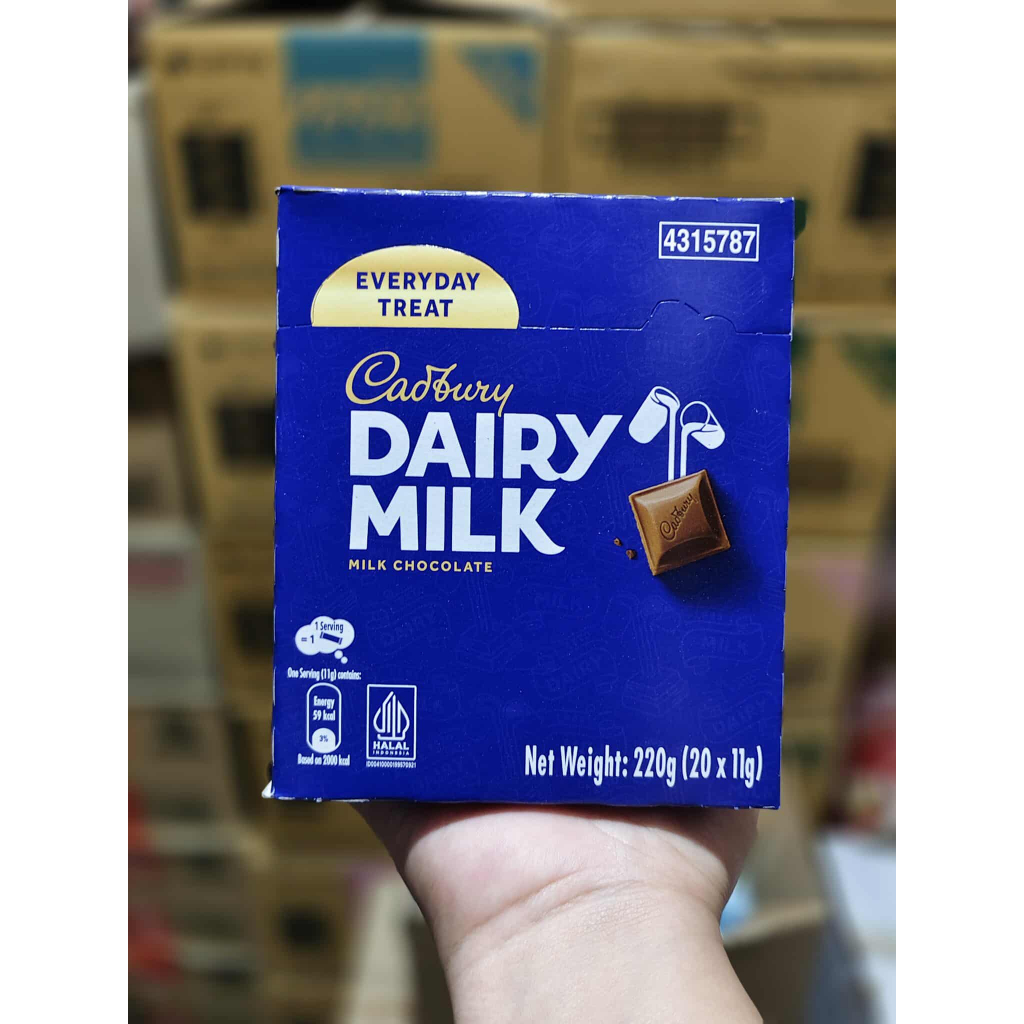 4315787
EVERYDAY
TREAT
Cadbury
DAIRY
MILK
MILK CHOCOLATE
Cadbury
1 Serving
= 1
One Serving (11g) contains:
Energy
59 kcal
3%
Based on 2000 kcal
HALAL
INDONESIA
Net Weight: 220g (20 x 11g)